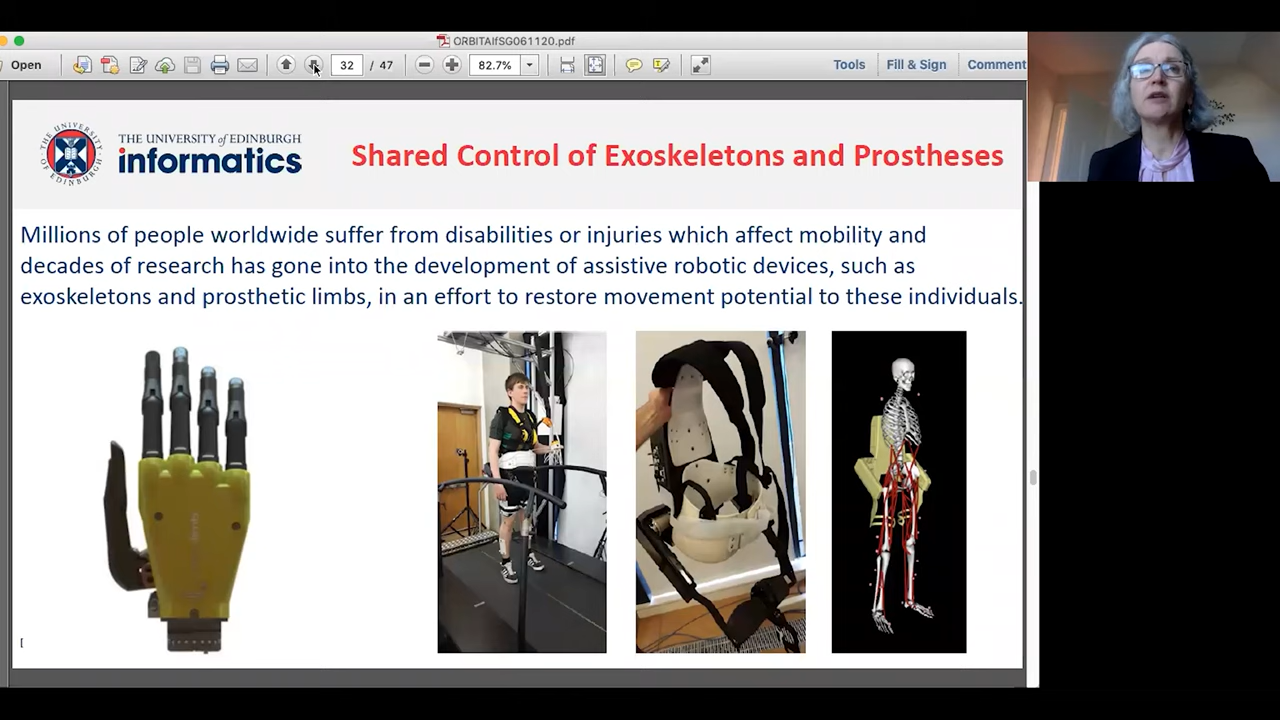 ORBITAIfSG061120.pdf
Open
32
/ 47
82.7%
Tools
Fill & Sign
Comment
THE UNIVERSITY of EDINBURGH
informatics
Shared Control of Exoskeletons and Prostheses
Millions of people worldwide suffer from disabilities or injuries which affect mobility and
decades of research has gone into the development of assistive robotic devices, such as
exoskeletons and prosthetic limbs, in an effort to restore movement potential to these individuals.
[